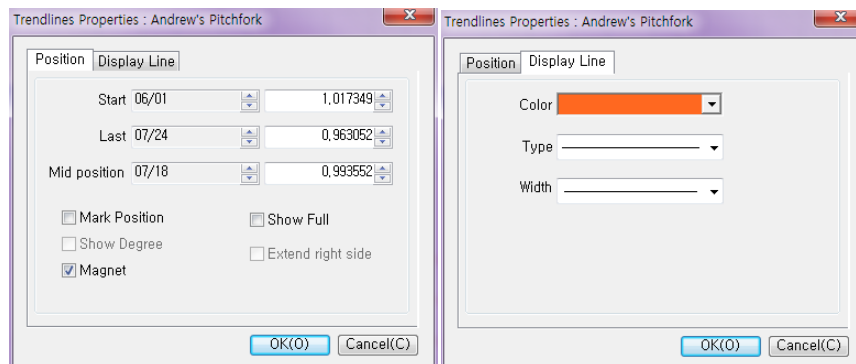 Trendlines Properties : Andrew's Pitchfork
Position Display Line
Start 06/01 1,017349
Last 07/24 0,963052
Mid position 07/18 0,993552
Mark Position Show Full
Show Degree Extend right side
Magnet
OK(O) Cancel(C)
Trendlines Properties : Andrew's Pitchfork
Position Display Line
Color
Type
Width
OK(O) Cancel(C)